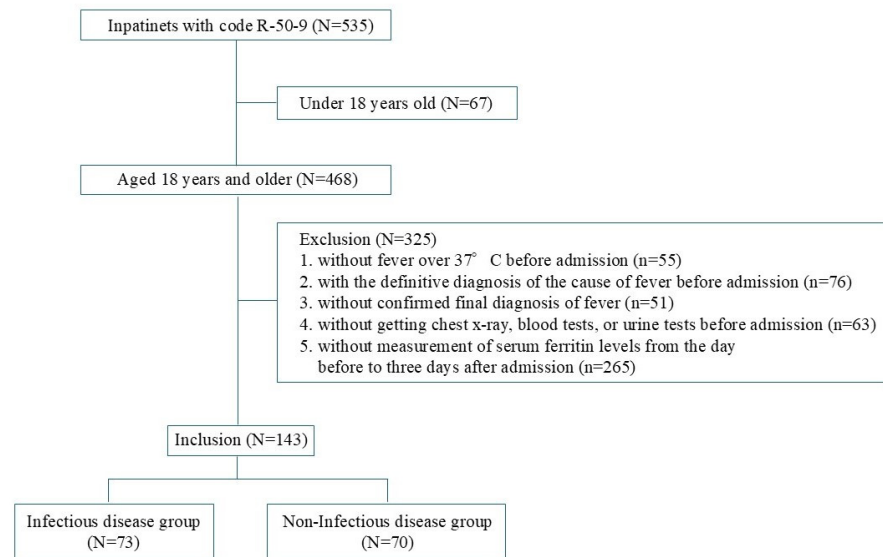 Inpatinets with code R-50-9 (N=535)
Under 18 years old (N=67)
Aged 18 years and older (N=468)
Exclusion (N=325)
1. without fever over 37° C before admission (n=55)
2. with the definitive diagnosis of the cause of fever before admission (n=76)
3. without confirmed final diagnosis of fever (n=51)
4. without getting chest x-ray, blood tests, or urine tests before admission (n=63)
5. without measurement of serum ferritin levels from the day
before to three days after admission (n=265)
Inclusion (N=143)
Infectious disease group
(N=73)
Non-Infectious disease group
(N=70)